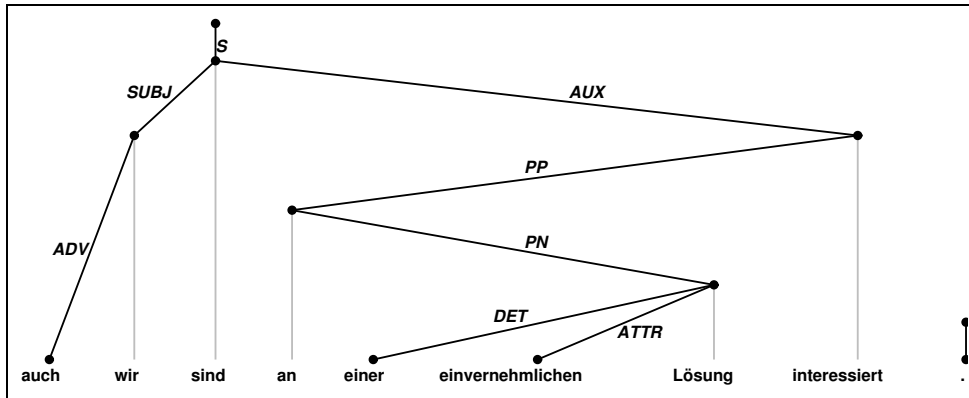 S
SUBJ AUX
PP
ADV PN
DET ATTR
auch wir sind an einer einvernehmlichen Lösung interessiert .